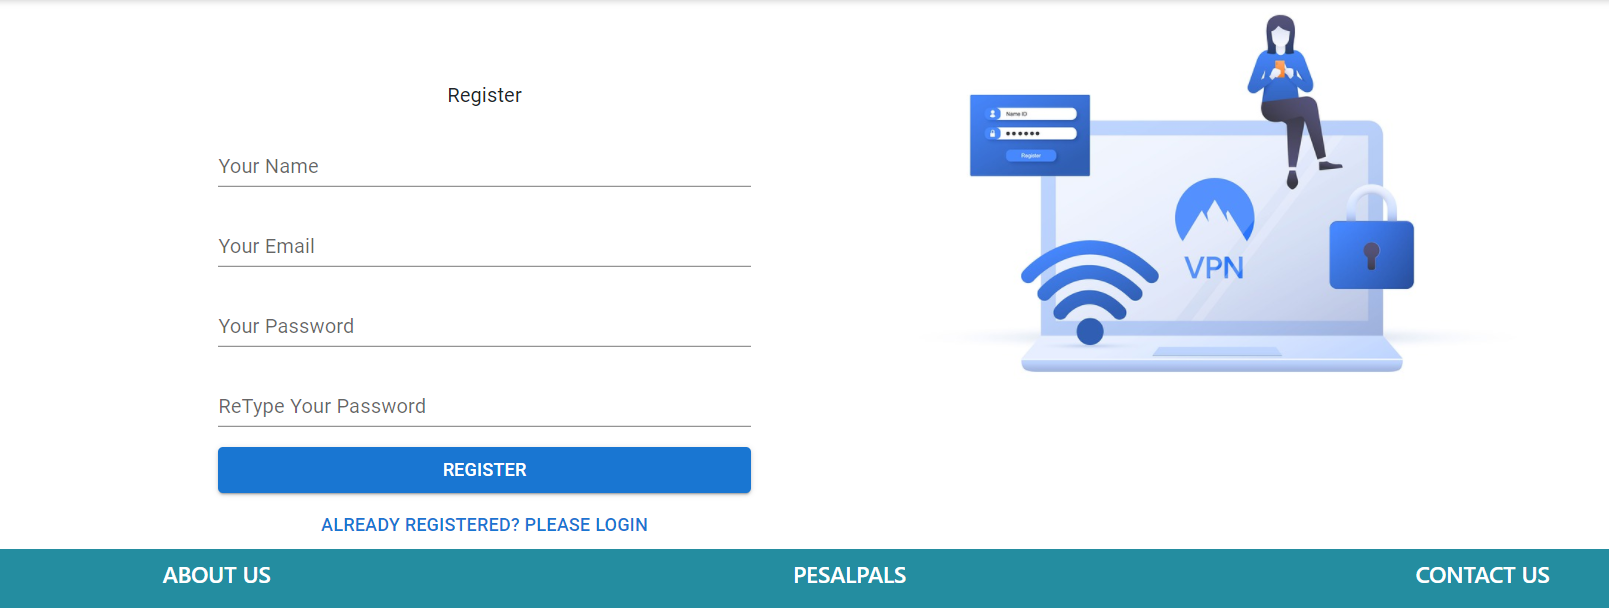 Register
Your Name
Your Email
Your Password
ReType Your Password
REGISTER
ALREADY REGISTERED? PLEASE LOGIN
Name ID
Register
VPN
ABOUT US
PESALPALS
CONTACT US